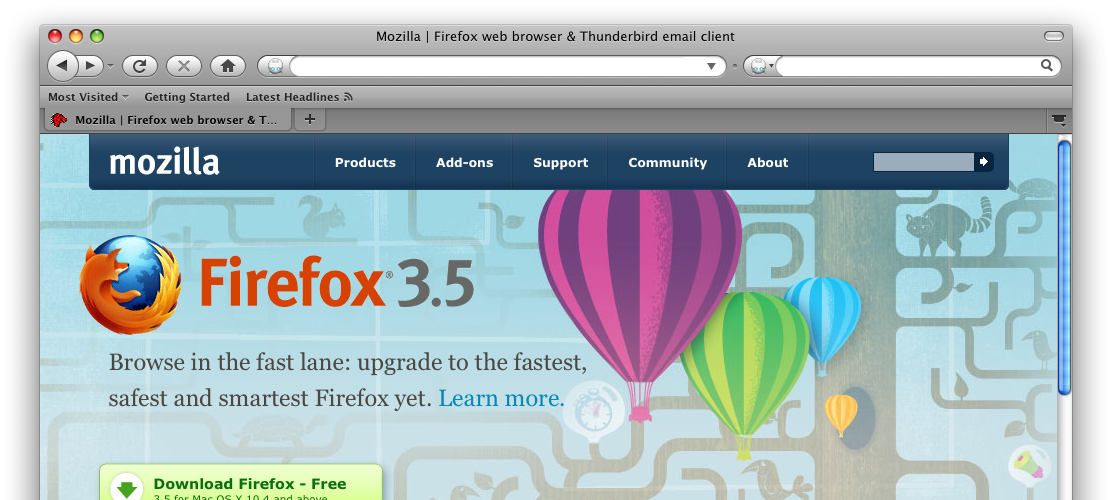 Mozilla | Firefox web browser & Thunderbird email client
Most Visited Getting Started Latest Headlines
Mozilla | Firefox web browser & T... +
mozilla Products Add-ons Support Community About
Firefox® 3.5
Browse in the fast lane: upgrade to the fastest,
safest and smartest Firefox yet. Learn more.
Download Firefox - Free
3.5 for Mac OS X 10.4 and above